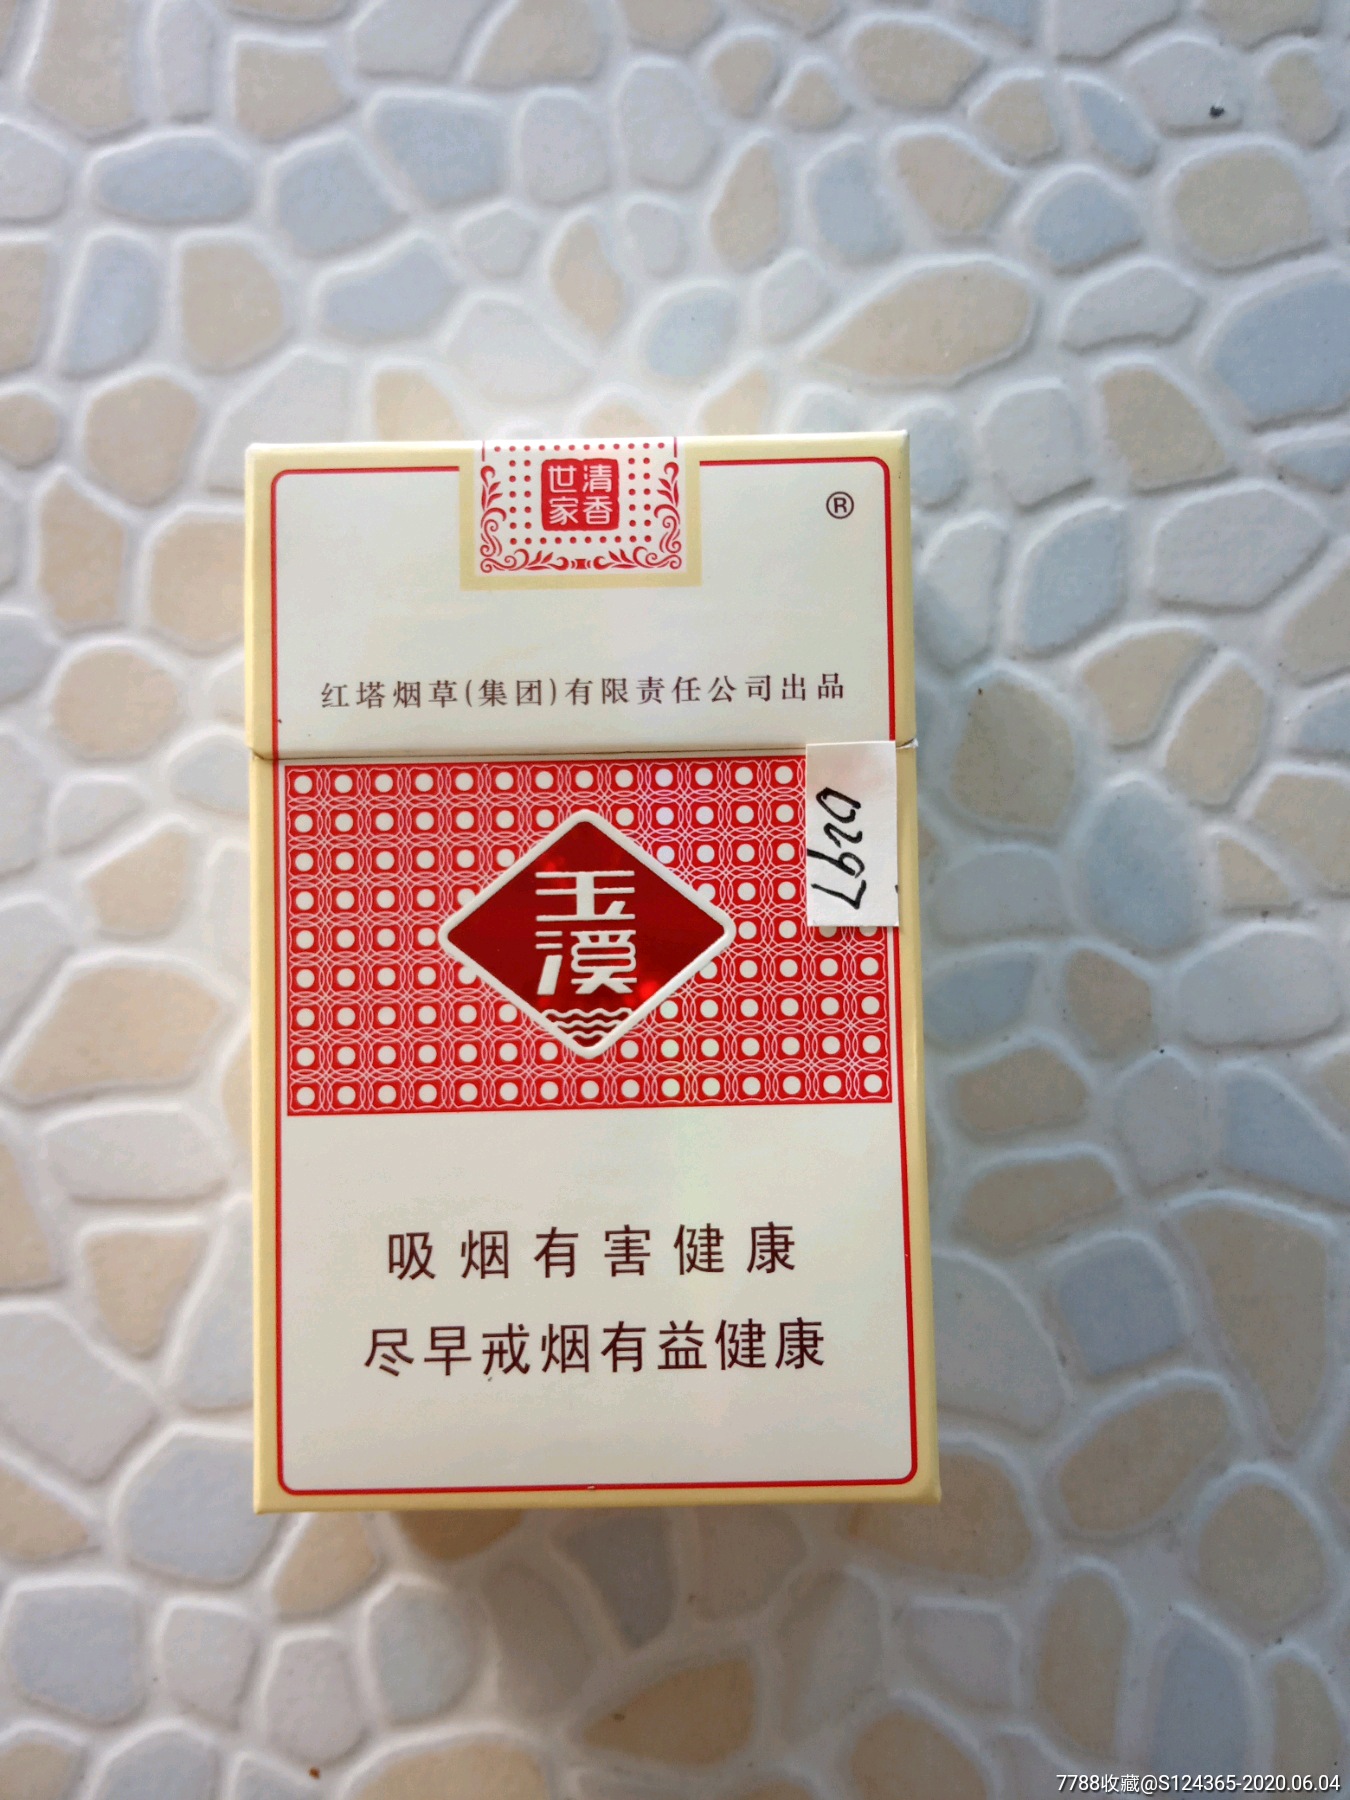 清香
世家
®
红塔烟草(集团)有限责任公司出品
0297
玉溪
吸烟有害健康
尽早戒烟有益健康
7788收藏@S124365-2020.06.04